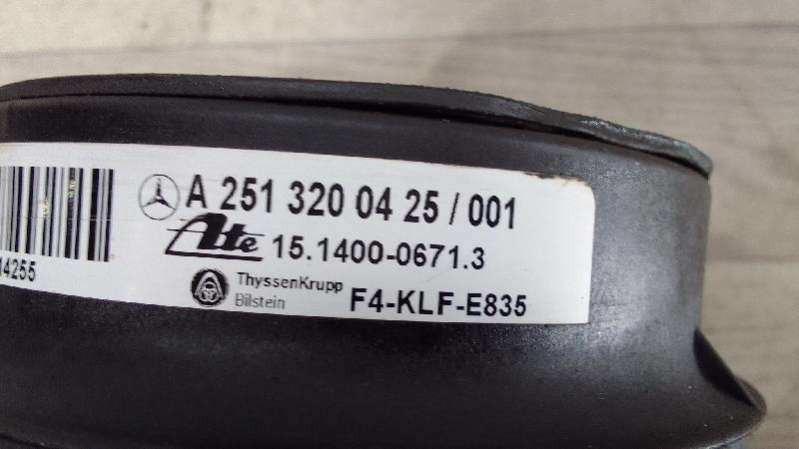 A 251 320 04 25 / 001
Ate 15.1400-0671.3
ThyssenKrupp
Bilstein F4-KLF-E835
4255